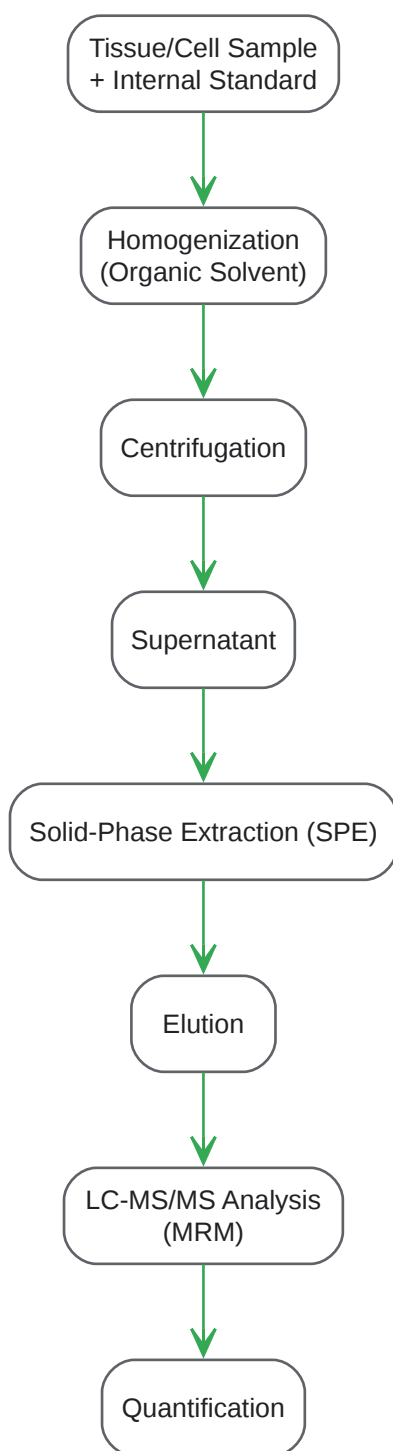 Tissue/Cell Sample
+ Internal Standard
Homogenization
(Organic Solvent)
Centrifugation
Supernatant
Solid-Phase Extraction (SPE)
Elution
LC-MS/MS Analysis
(MRM)
Quantification